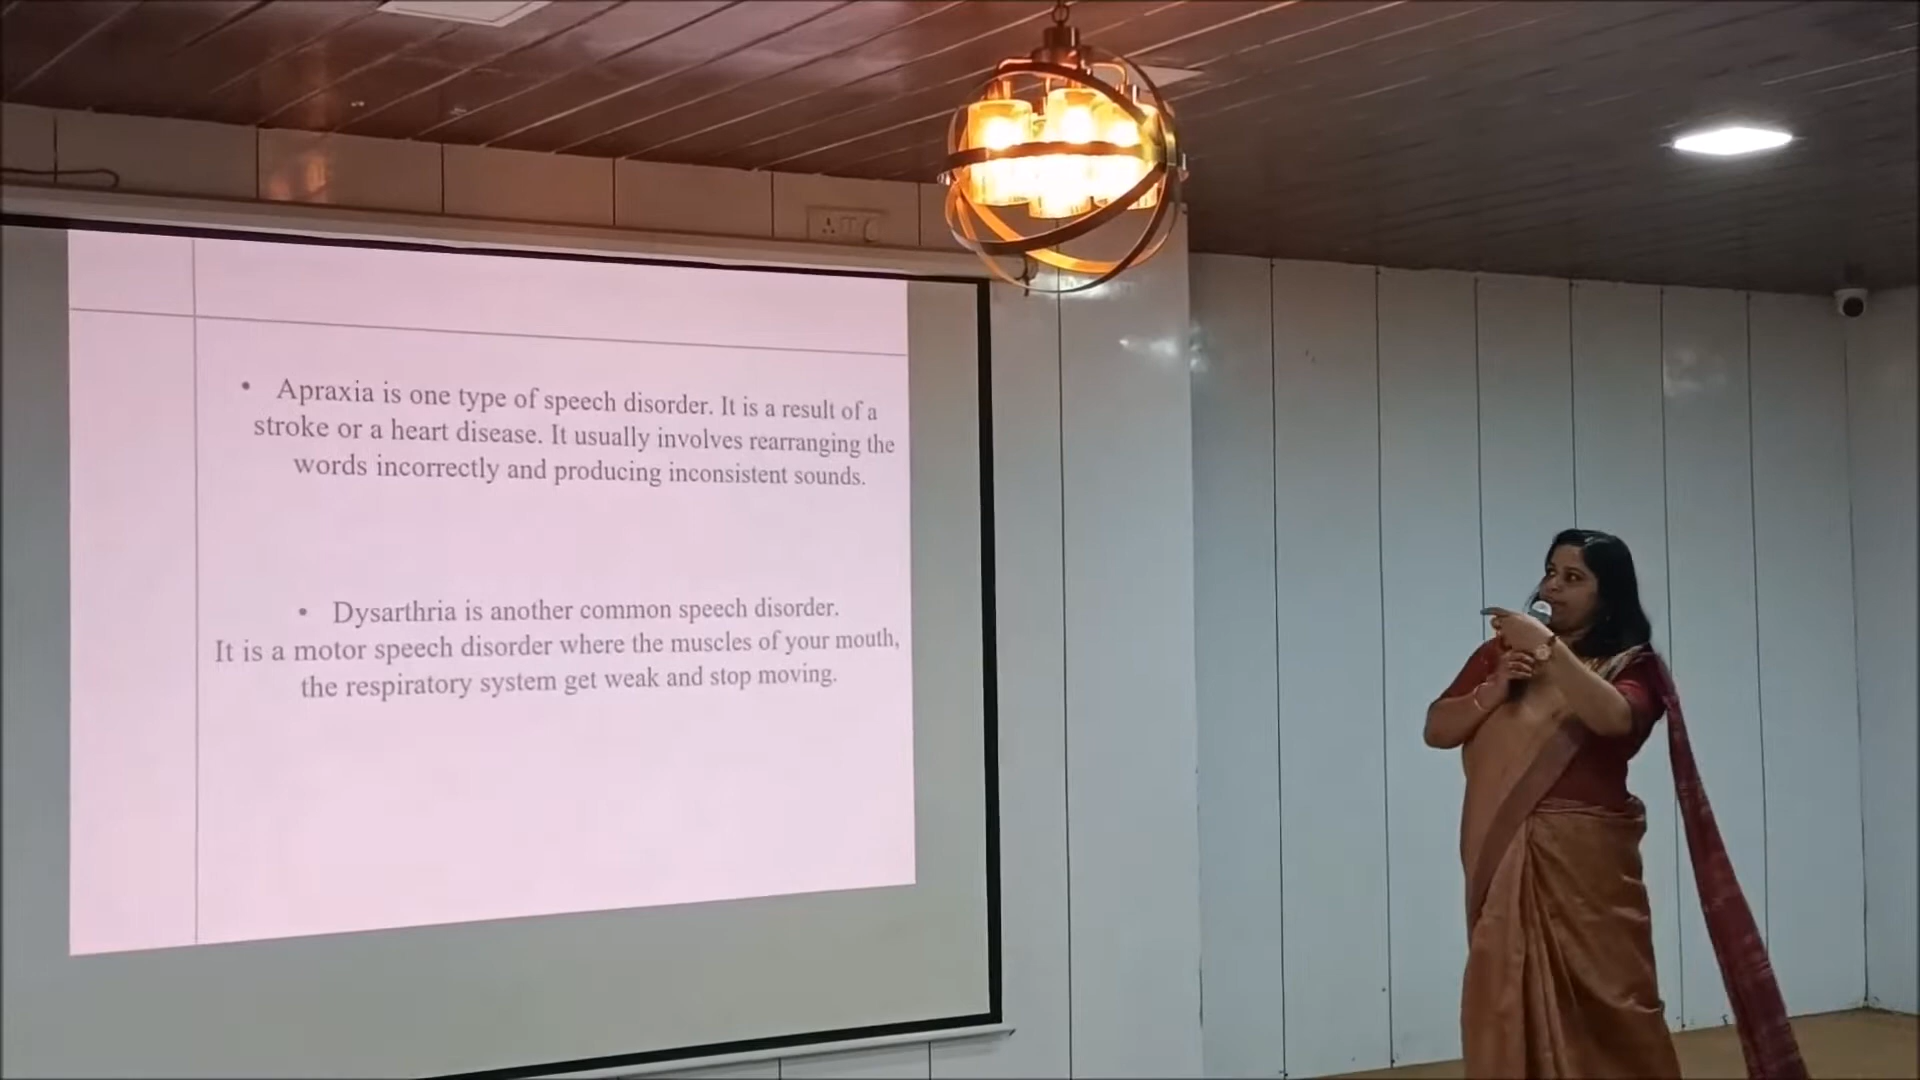 • Apraxia is one type of speech disorder. It is a result of a
stroke or a heart disease. It usually involves rearranging the
words incorrectly and producing inconsistent sounds.
• Dysarthria is another common speech disorder.
It is a motor speech disorder where the muscles of your mouth,
the respiratory system get weak and stop moving.